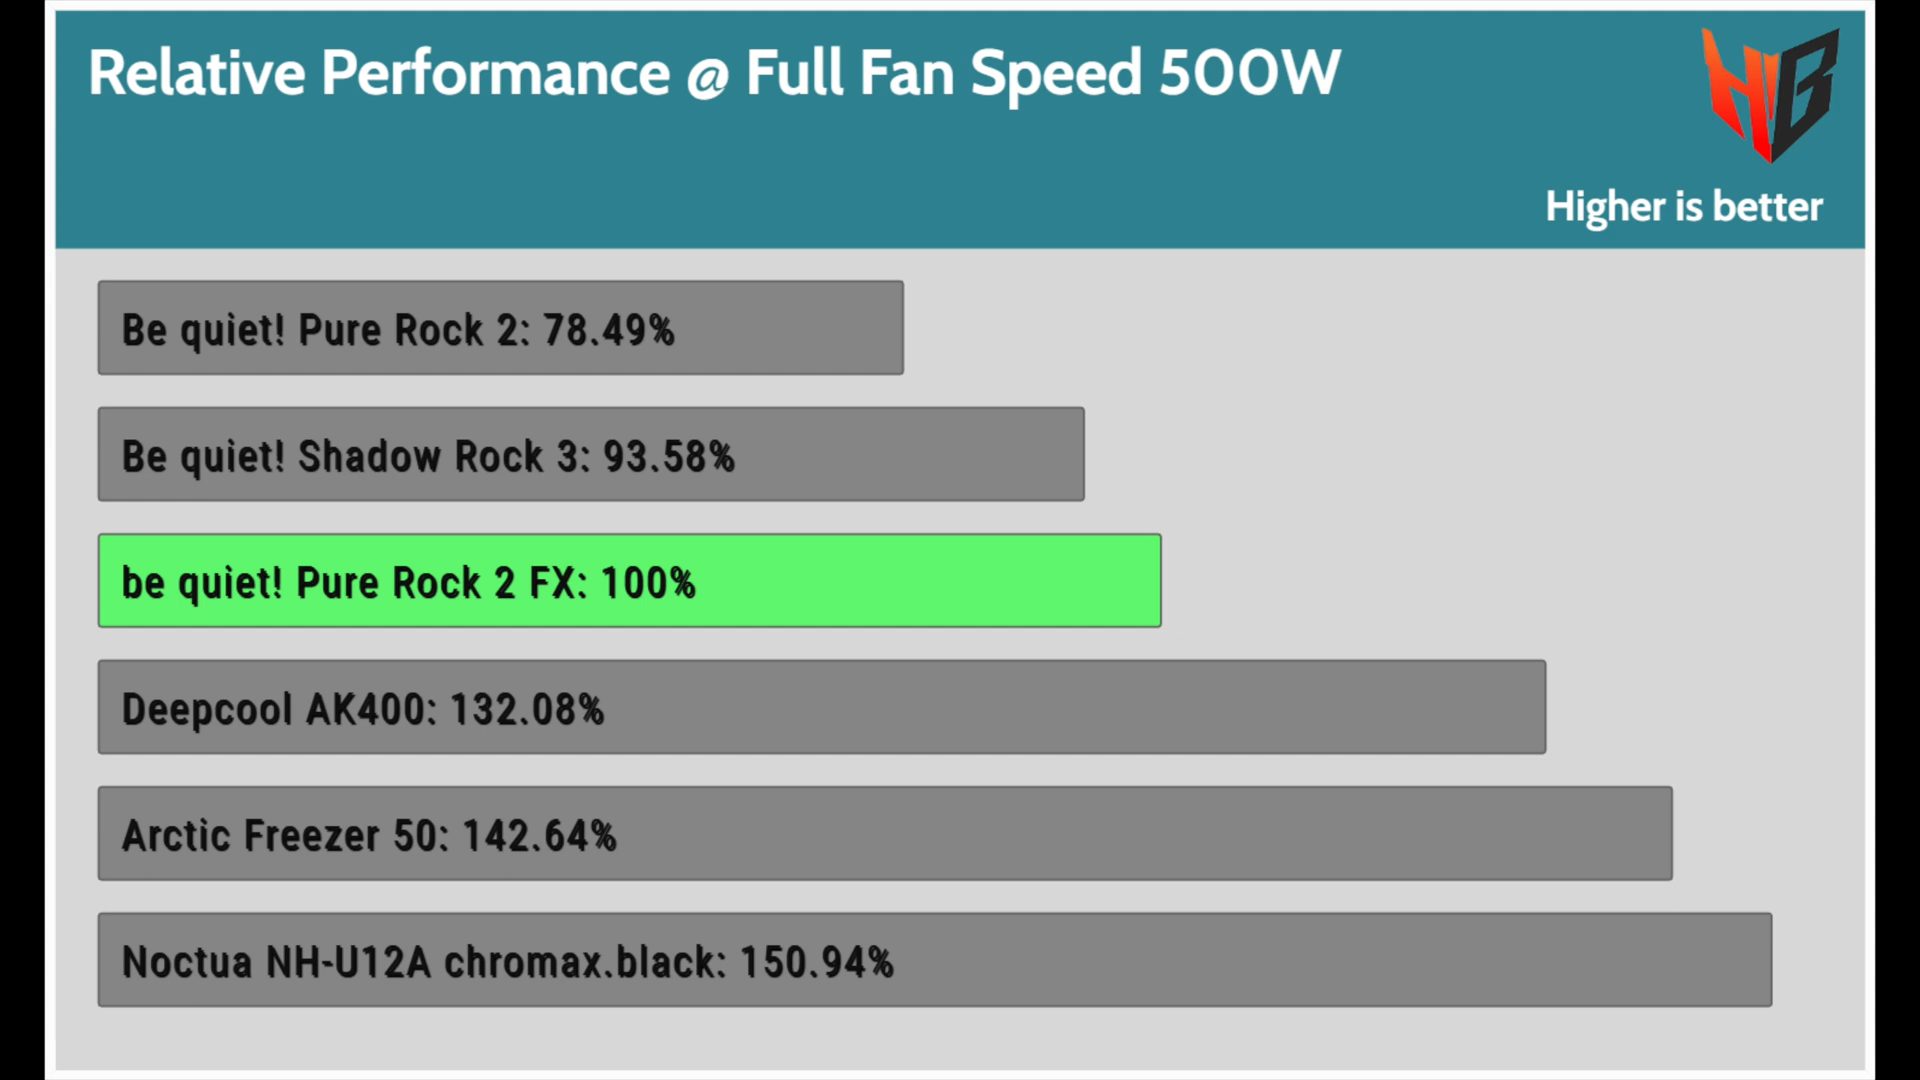 Relative Performance @ Full Fan Speed 500W
HB
Higher is better
Be quiet! Pure Rock 2: 78.49%
Be quiet! Shadow Rock 3: 93.58%
be quiet! Pure Rock 2 FX: 100%
Deepcool AK400: 132.08%
Arctic Freezer 50: 142.64%
Noctua NH-U12A chromax.black: 150.94%